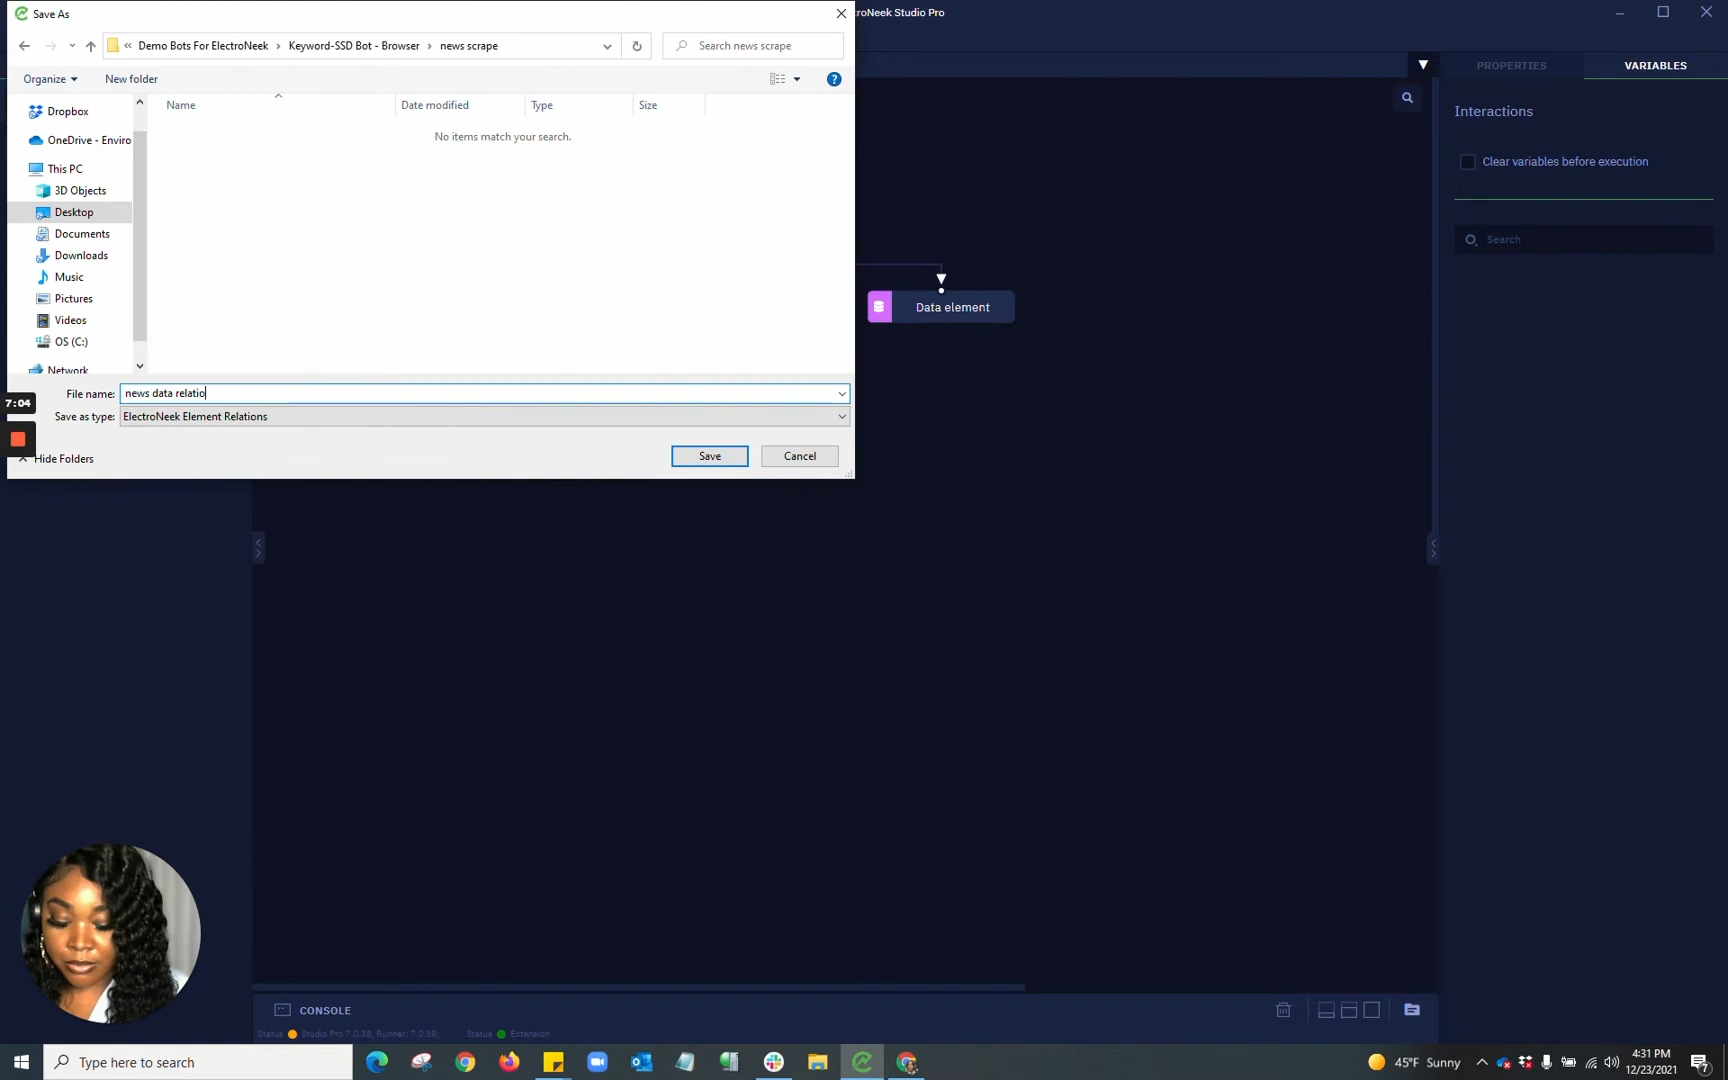 Save As
ctroNeek Studio Pro
« Demo Bots For ElectroNeek › Keyword-SSD Bot - Browser › news scrape
Search news scrape
Organize
New folder
PROPERTIES
VARIABLES
Name
Date modified
Type
Size
Dropbox
No items match your search.
OneDrive - Enviro
This PC
3D Objects
Desktop
Documents
Downloads
Music
Pictures
Videos
OS (C:)
Network
Interactions
Clear variables before execution
Search
Data element
File name:
news data relatio
7:04
Save as type:
ElectroNeek Element Relations
Save
Cancel
Hide Folders
CONSOLE
Status
Studio Pro 7.0.38, Runner: 7.0.38;
Status
Extension
Type here to search
45°F Sunny
4:31 PM
12/23/2021
7